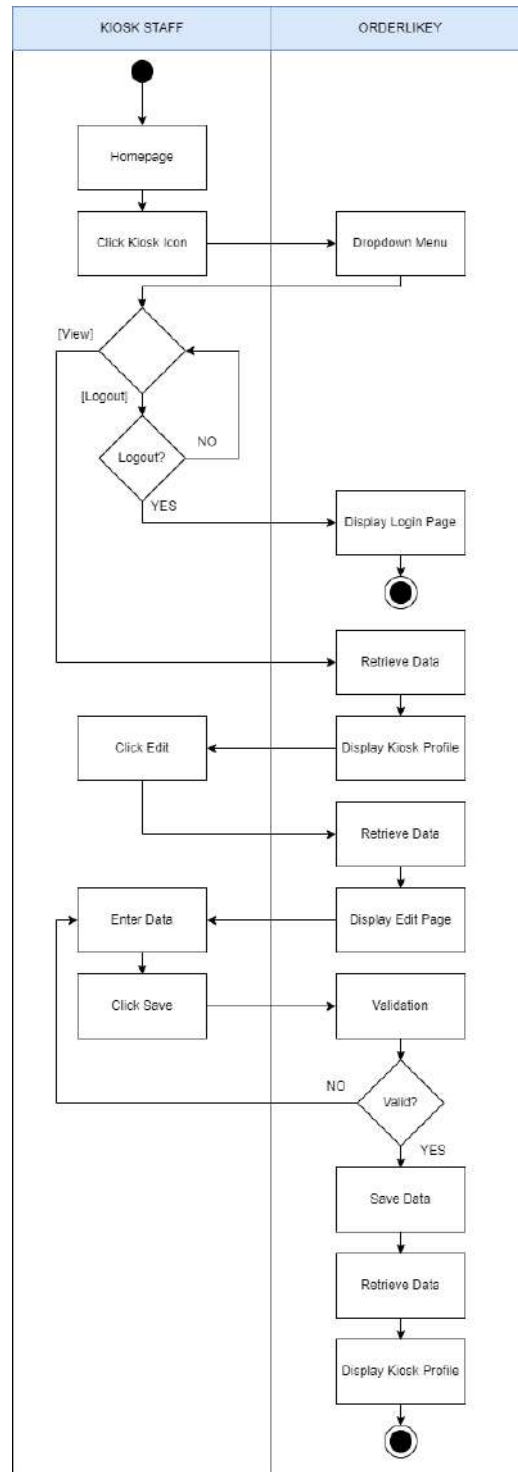 KIOSK STAFF
ORDERLIKEY
Homepage
Click Kiosk Icon
Dropdown Menu
[View]
[Logout]
Logout?
NO
YES
Display Login Page
Retrieve Data
Click Edit
Display Kiosk Profile
Retrieve Data
Enter Data
Display Edit Page
Click Save
Validation
NO
Valid?
YES
Save Data
Retrieve Data
Display Kiosk Profile